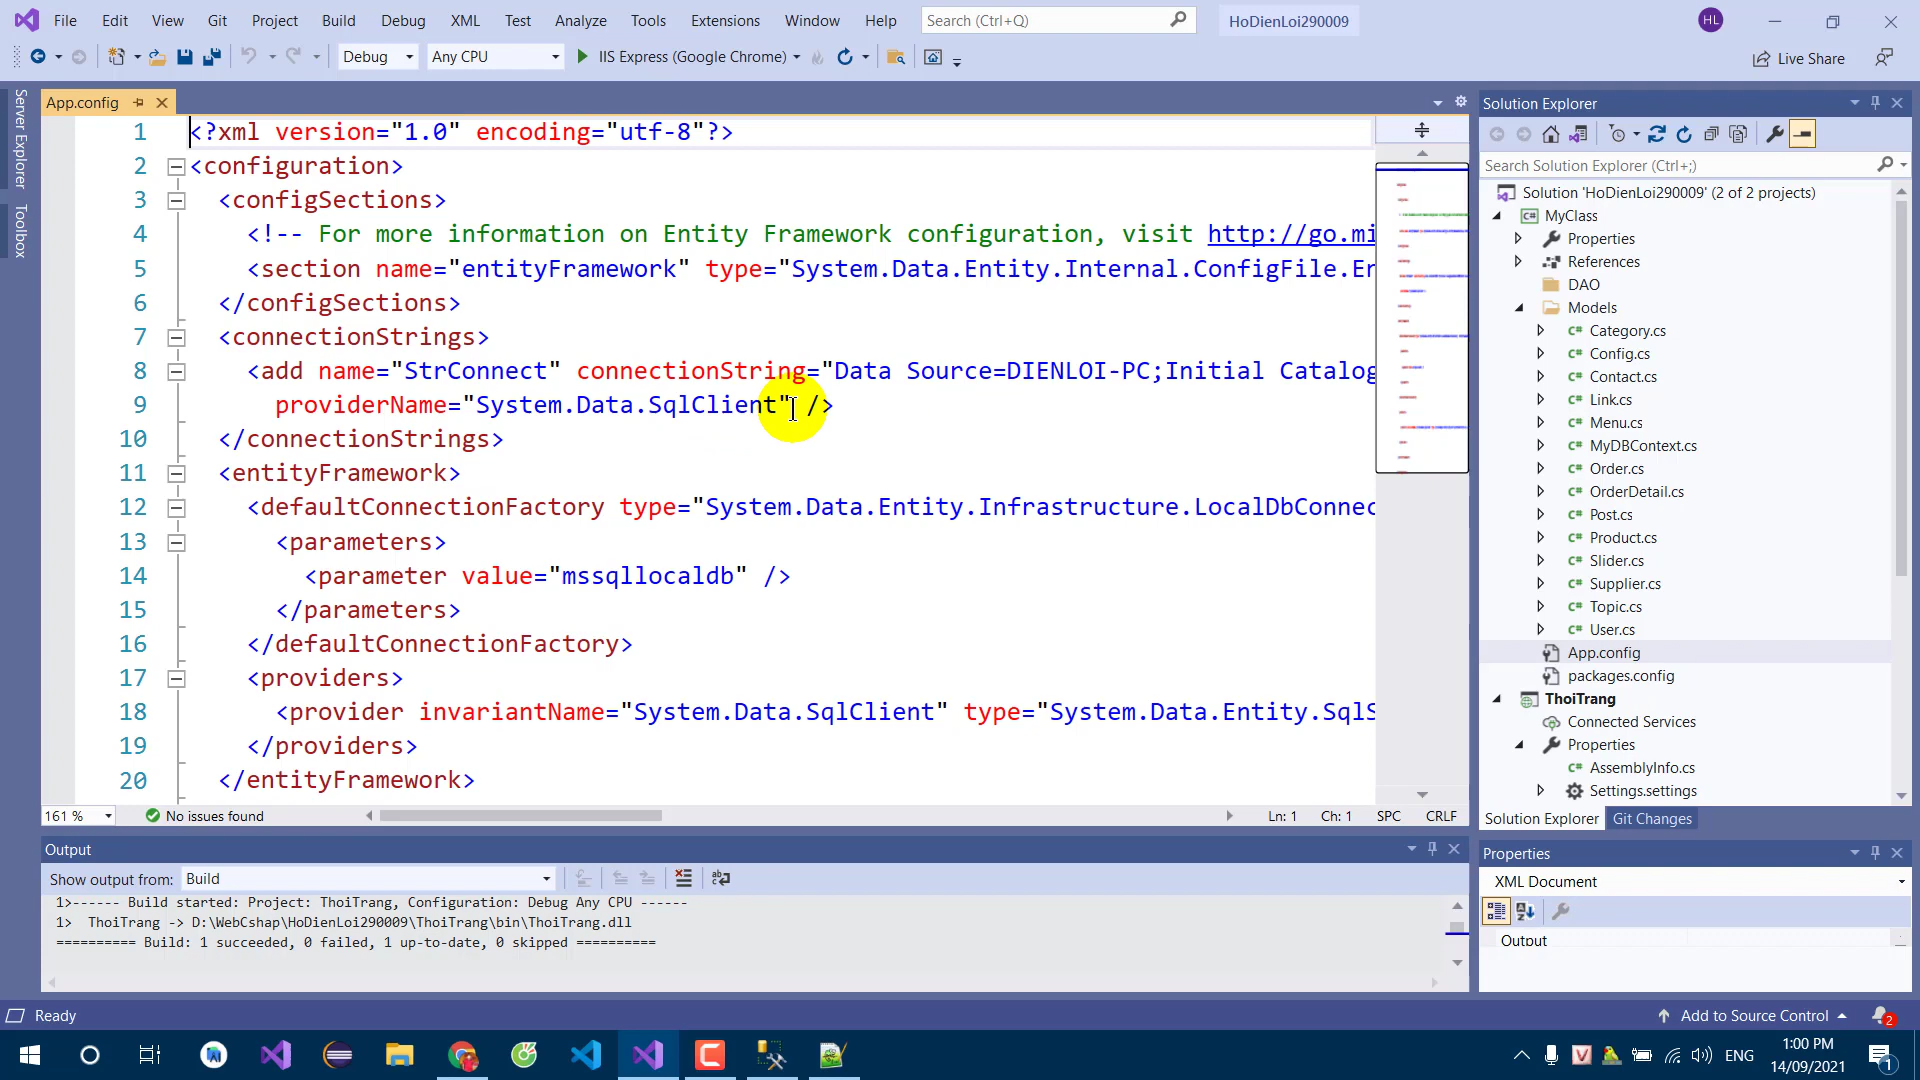 File Edit View Git Project Build Debug XML Test Analyze Tools Extensions Window Help Search (Ctrl+Q) HoDienLoi290009 HL
Debug Any CPU IIS Express (Google Chrome) Live Share
Server Explorer
Toolbox
App.config
1 <?xml version="1.0" encoding="utf-8"?>
2 <configuration>
3 <configSections>
4 <!-- For more information on Entity Framework configuration, visit http://go.mi
5 <section name="entityFramework" type="System.Data.Entity.Internal.ConfigFile.En
6 </configSections>
7 <connectionStrings>
8 <add name="StrConnect" connectionString="Data Source=DIENLOI-PC;Initial Catalog
9 providerName="System.Data.SqlClient" />
10 </connectionStrings>
11 <entityFramework>
12 <defaultConnectionFactory type="System.Data.Entity.Infrastructure.LocalDbConnec
13 <parameters>
14 <parameter value="mssqllocaldb" />
15 </parameters>
16 </defaultConnectionFactory>
17 <providers>
18 <provider invariantName="System.Data.SqlClient" type="System.Data.Entity.SqlS
19 </providers>
20 </entityFramework>
161 % No issues found Ln: 1 Ch: 1 SPC CRLF
Output
Show output from: Build
1>------ Build started: Project: ThoiTrang, Configuration: Debug Any CPU ------
1> ThoiTrang -> D:\WebCshap\HoDienLoi290009\ThoiTrang\bin\ThoiTrang.dll
========== Build: 1 succeeded, 0 failed, 1 up-to-date, 0 skipped ==========
Solution Explorer
Search Solution Explorer (Ctrl+;)
Solution 'HoDienLoi290009' (2 of 2 projects)
MyClass
Properties
References
DAO
Models
Category.cs
Config.cs
Contact.cs
Link.cs
Menu.cs
MyDBContext.cs
Order.cs
OrderDetail.cs
Post.cs
Product.cs
Slider.cs
Supplier.cs
Topic.cs
User.cs
App.config
packages.config
ThoiTrang
Connected Services
Properties
AssemblyInfo.cs
Settings.settings
Solution Explorer Git Changes
Properties
XML Document
Output
Ready Add to Source Control 2
ENG 1:00 PM
14/09/2021 1